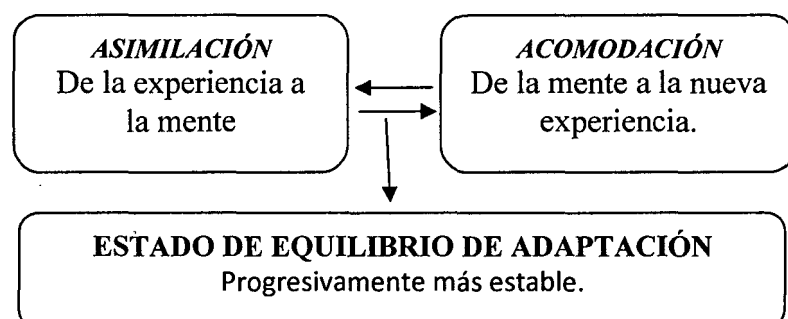 ASIMILACIÓN
De la experiencia a
la mente
ACOMODACIÓN
De la mente a la nueva
experiencia.
ESTADO DE EQUILIBRIO DE ADAPTACIÓN
Progresivamente más estable.